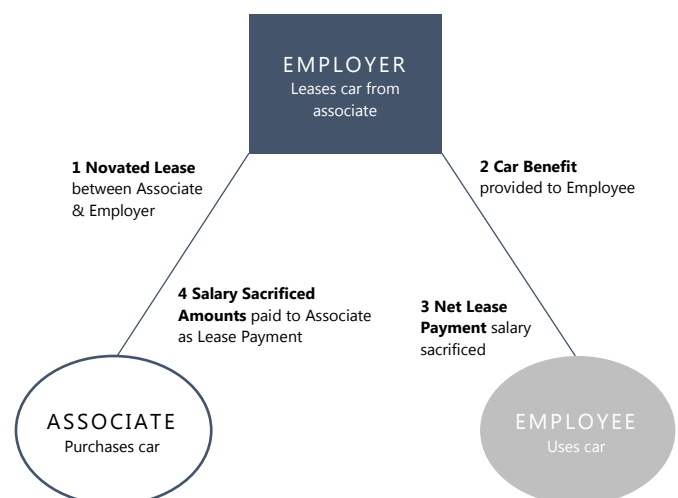 EMPLOYER
Leases car from
associate
1 Novated Lease
between Associate
& Employer
2 Car Benefit
provided to Employee
4 Salary Sacrificed
Amounts paid to Associate
as Lease Payment
3 Net Lease
Payment salary
sacrificed
ASSOCIATE
Purchases car
EMPLOYEE
Uses car